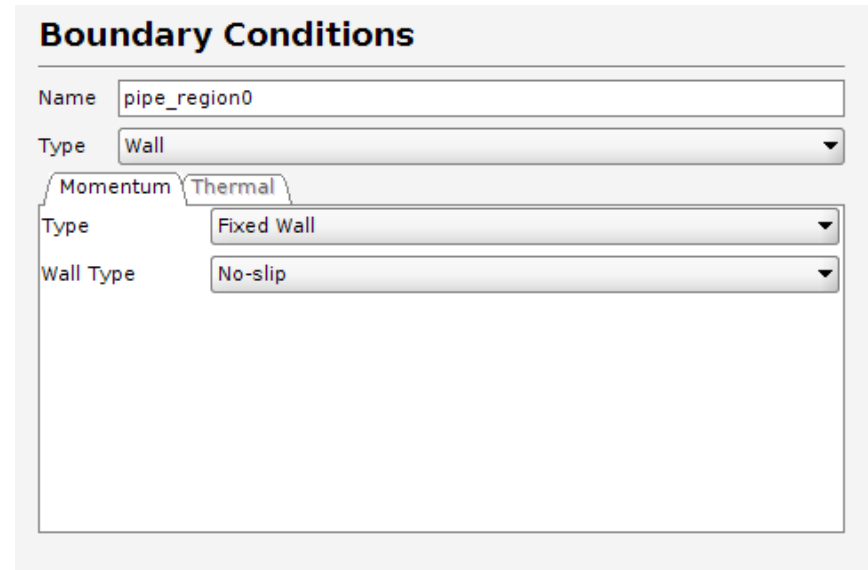 Boundary Conditions
Name pipe_region0
Type Wall
Momentum Thermal
Type Fixed Wall
Wall Type No-slip